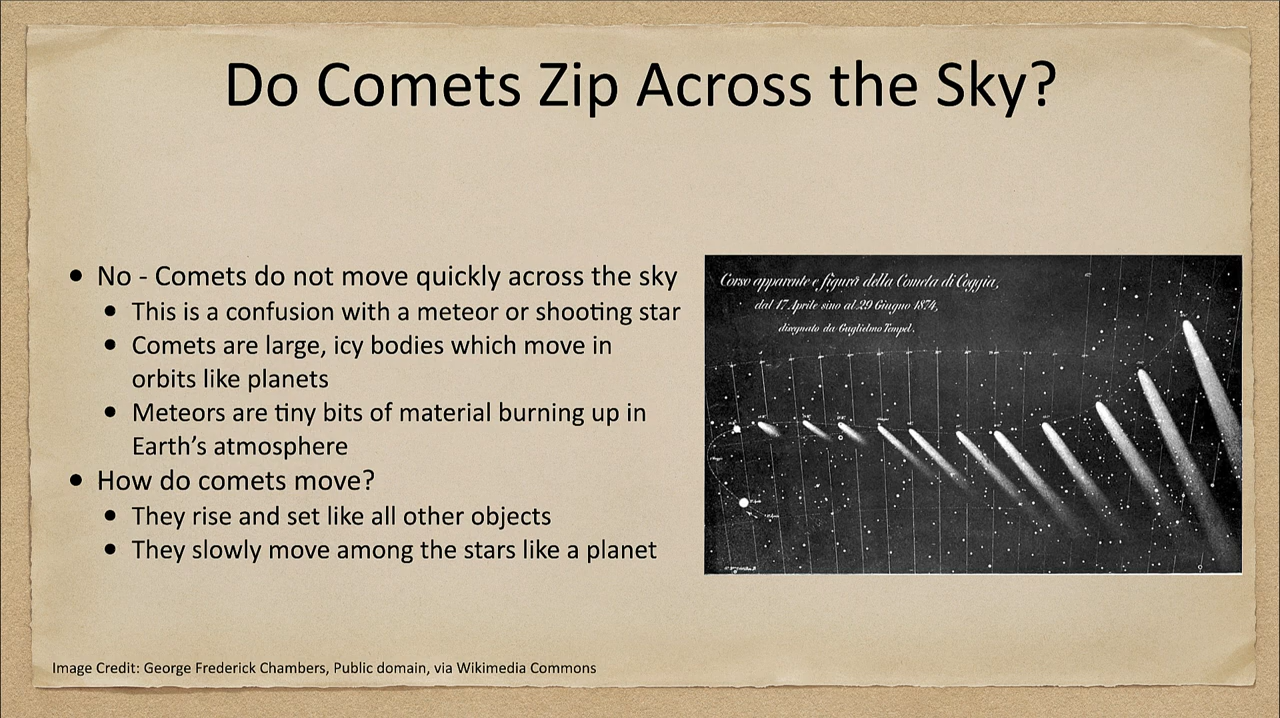 Do Comets Zip Across the Sky?
• No - Comets do not move quickly across the sky
• This is a confusion with a meteor or shooting star
• Comets are large, icy bodies which move in
orbits like planets
• Meteors are tiny bits of material burning up in
Earth's atmosphere
• How do comets move?
• They rise and set like all other objects
• They slowly move among the stars like a planet
Corso apparente e figura della Cometa di Coggia,
dal 17 Aprile sino al 29 Giugno 1874,
disegnato da Guglielmo Tempel.
Image Credit: George Frederick Chambers, Public domain, via Wikimedia Commons